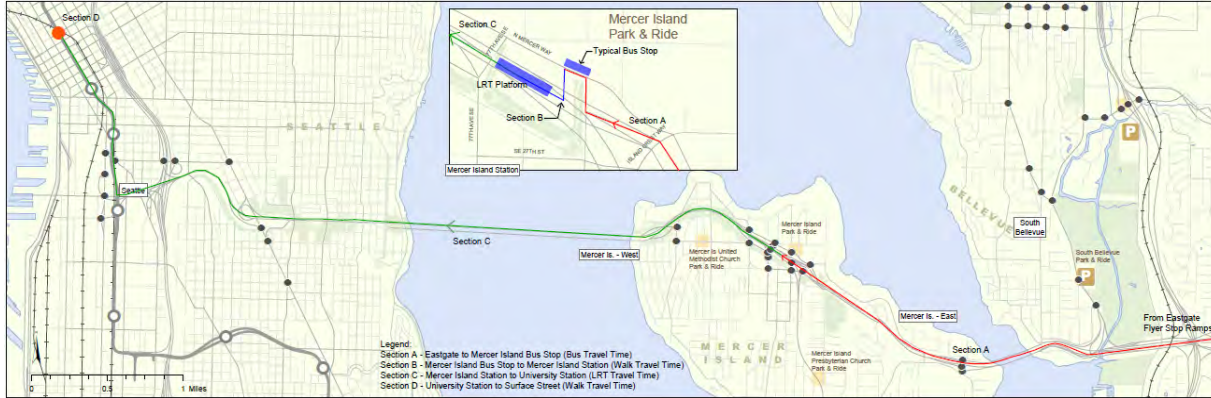 Section D
Section C
N MERCER WAY
77TH AVE SE
Mercer Island
Park & Ride
Typical Bus Stop
LRT Platform
Section B
Section A
77TH AVE SE
ISLAND CREST WAY
SE 27TH ST
Mercer Island Station
SEATTLE
Seattle
Section C
Mercer Is. - West
Mercer Is United
Methodist Church
Park & Ride
Mercer Island
Park & Ride
BELLEVUE
South
Bellevue
P
South Bellevue
Park & Ride
P
Mercer Is. - East
From Eastgate
Flyer Stop Ramps
Section A
MERCER
ISLAND
Mercer Island
Presbyterian Church
Park & Ride
Legend:
Section A - Eastgate to Mercer Island Bus Stop (Bus Travel Time)
Section B - Mercer Island Bus Stop to Mercer Island Station (Walk Travel Time)
Section C - Mercer Island Station to University Station (LRT Travel Time)
Section D - University Station to Surface Street (Walk Travel Time)
0 0.5 1 Miles